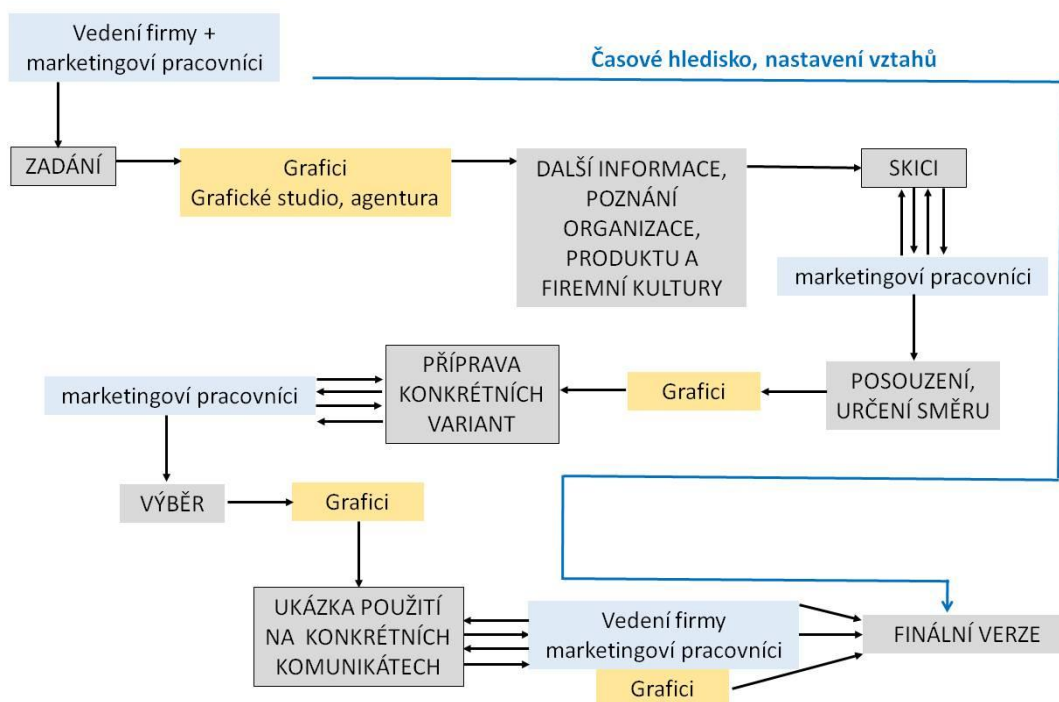 Vedení firmy +
marketingoví pracovníci
Časové hledisko, nastavení vztahů
ZADÁNÍ
Grafici
Grafické studio, agentura
DALŠÍ INFORMACE,
POZNÁNÍ
ORGANIZACE,
PRODUKTU A
FIREMNÍ KULTURY
SKICI
marketingoví pracovníci
POSOUZENÍ,
URČENÍ SMĚRU
Grafici
PŘÍPRAVA
KONKRÉTNÍCH
VARIANT
marketingoví pracovníci
VÝBĚR
Grafici
UKÁZKA POUŽITÍ
NA KONKRÉTNÍCH
KOMUNIKÁTECH
Vedení firmy
marketingoví pracovníci
Grafici
FINÁLNÍ VERZE